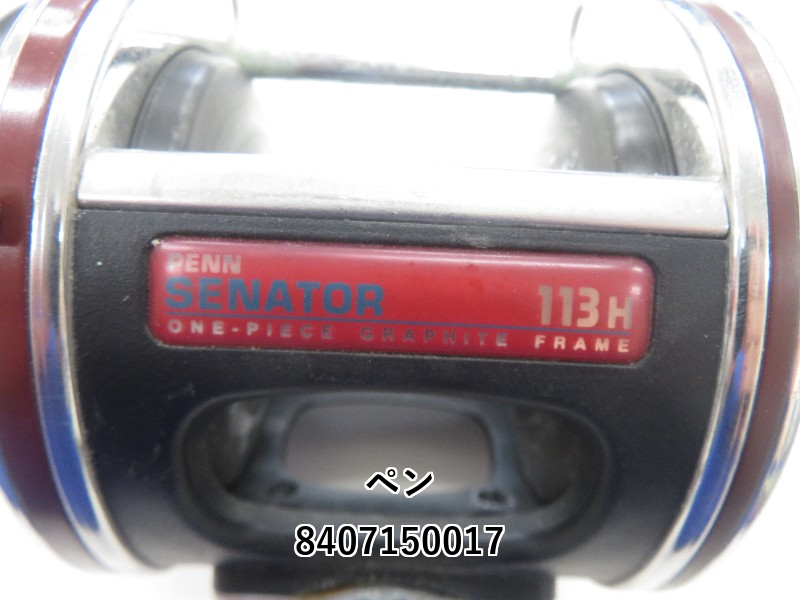 PENN
SENATOR 113H
ONE-PIECE GRAPHITE FRAME
ペン
8407150017